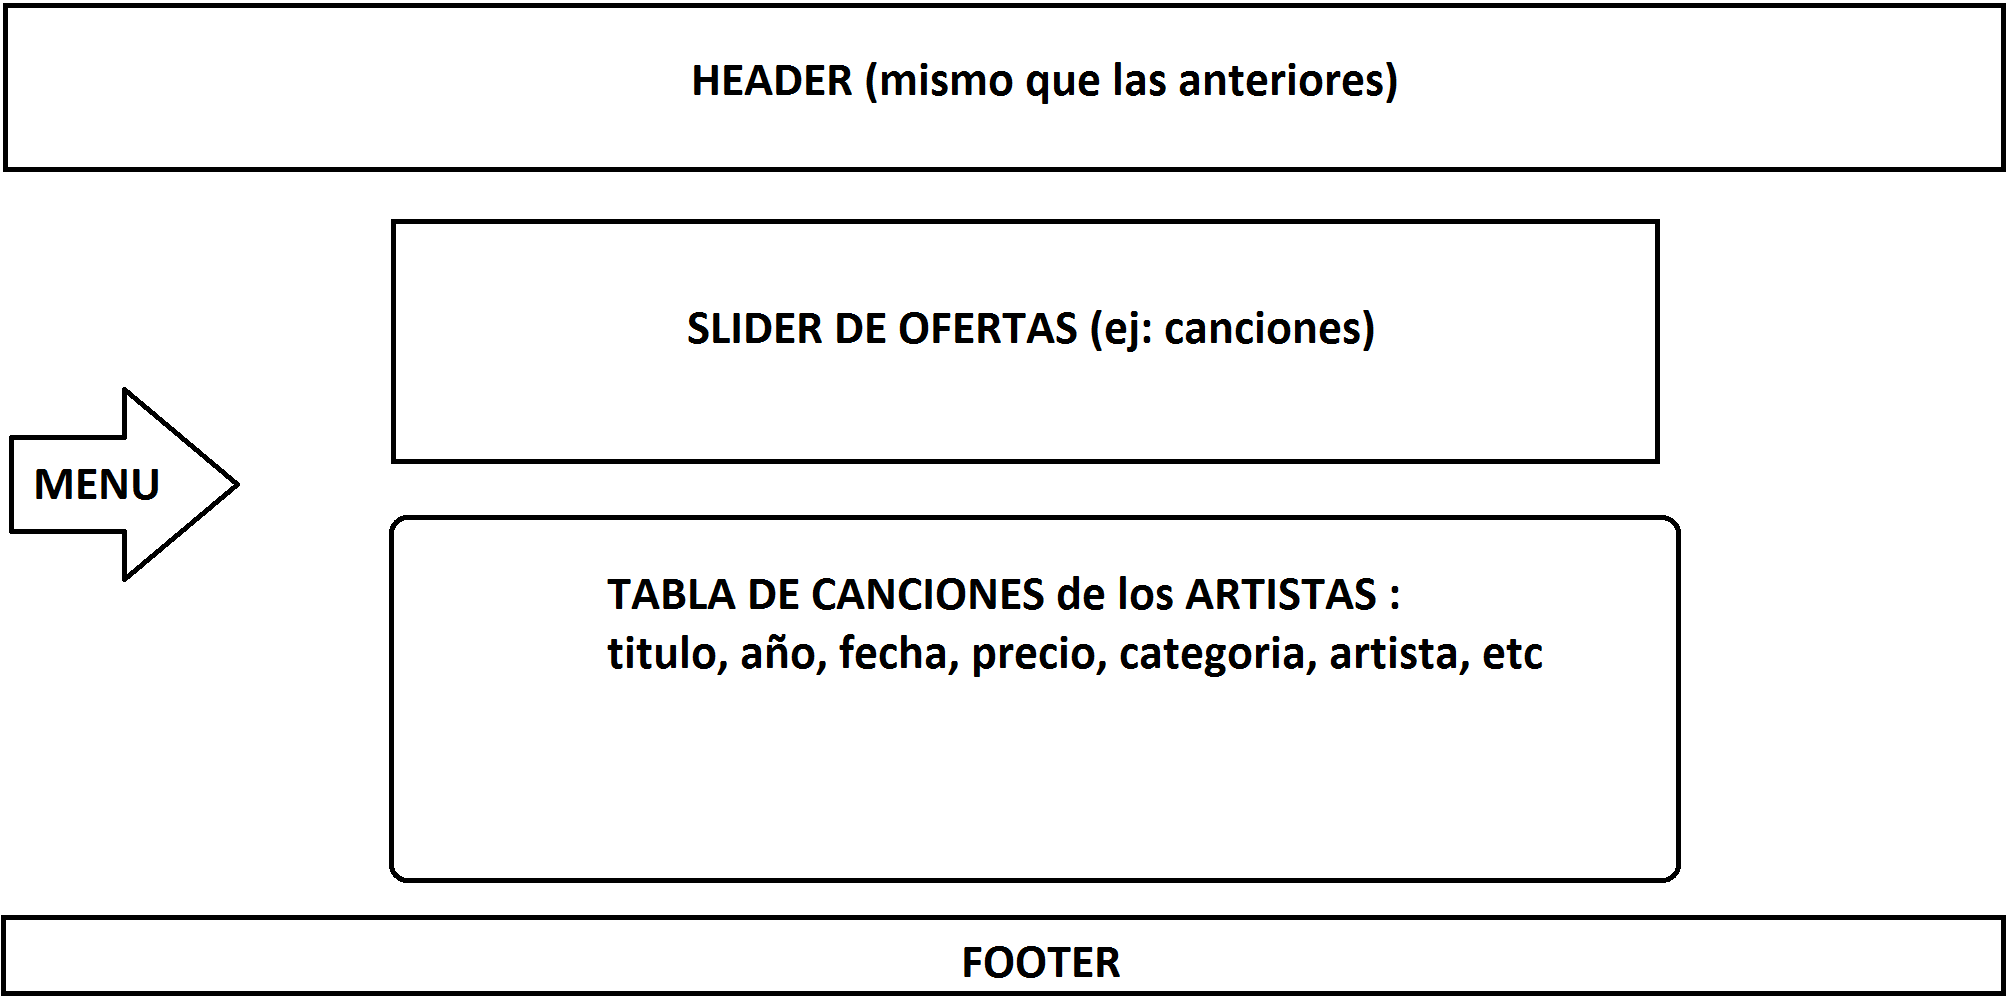 HEADER (mismo que las anteriores)
SLIDER DE OFERTAS (ej: canciones)
MENU
TABLA DE CANCIONES de los ARTISTAS :
titulo, año, fecha, precio, categoria, artista, etc
FOOTER